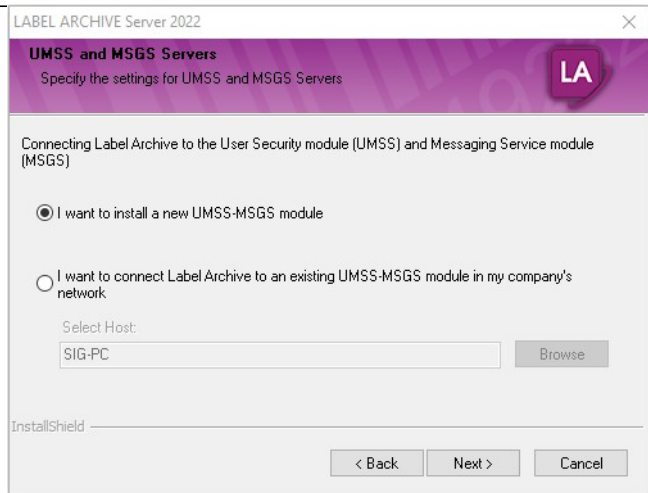 LABEL ARCHIVE Server 2022
UMSS and MSGS Servers
Specify the settings for UMSS and MSGS Servers
LA
Connecting Label Archive to the User Security module (UMSS) and Messaging Service module
(MSGS)
I want to install a new UMSS-MSGS module
I want to connect Label Archive to an existing UMSS-MSGS module in my company's
network
Select Host:
SIG-PC
Browse
InstallShield
< Back
Next >
Cancel